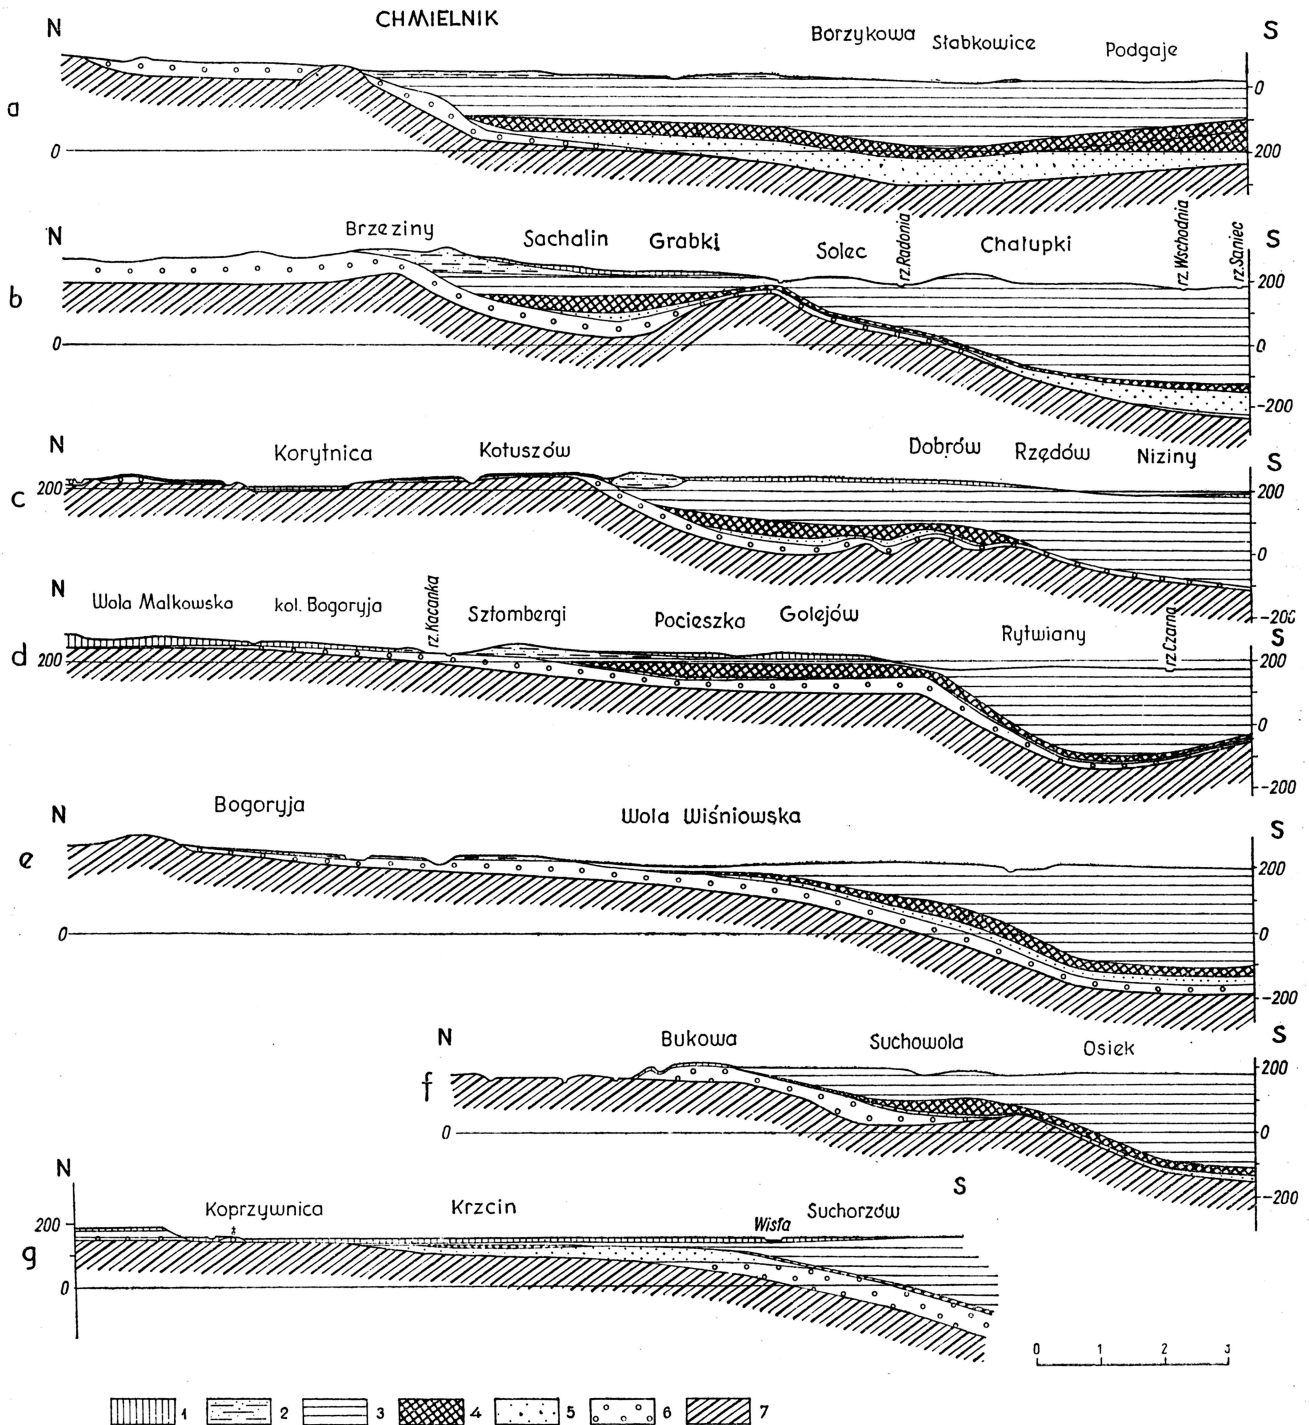 CHMIELNIK
N Borzykowa Słabkowice Podgaje S
a
0
0
200
N Brzeziny Sachalin Grabki Solec rz. Radonia Chałupki rz. Wschodnia rz. Saniec S
b
200
0
0
-200
N Korytnica Kotuszów Dobrów Rzędów Niziny S
c
200
200
0
-200
N Wola Malkowska kol. Bogoryja rz. Kacanka Sztombergi Pocieszka Golejów Rytwiany rz. Czarna S
d
200
200
0
-200
N Bogoryja Wola Wiśniowska S
e
200
0
0
-200
N Bukowa Suchowola Osiek S
f
200
0
0
-200
N Koprzywnica Krzcin Wisła Suchorzów S
g
200
0
0 1 2 3
1 2 3 4 5 6 7